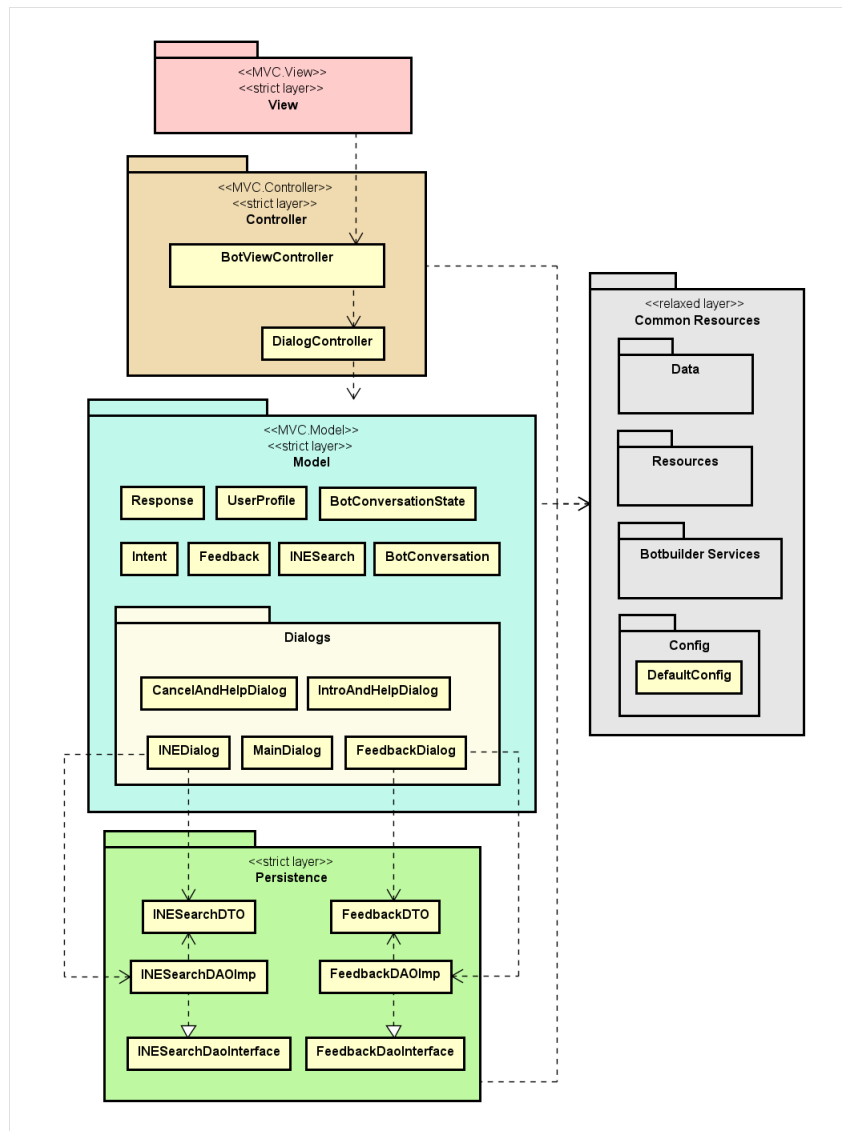 <<MVC.View>>
<<strict layer>>
View
<<MVC.Controller>>
<<strict layer>>
Controller
BotViewController
DialogController
<<relaxed layer>>
Common Resources
Data
Resources
Botbuilder Services
Config
DefaultConfig
<<MVC.Model>>
<<strict layer>>
Model
Response
UserProfile
BotConversationState
Intent
Feedback
INESearch
BotConversation
Dialogs
CancelAndHelpDialog
IntroAndHelpDialog
INEDialog
MainDialog
FeedbackDialog
<<strict layer>>
Persistence
INESearchDTO
FeedbackDTO
INESearchDAOImp
FeedbackDAOImp
INESearchDaoInterface
FeedbackDaoInterface